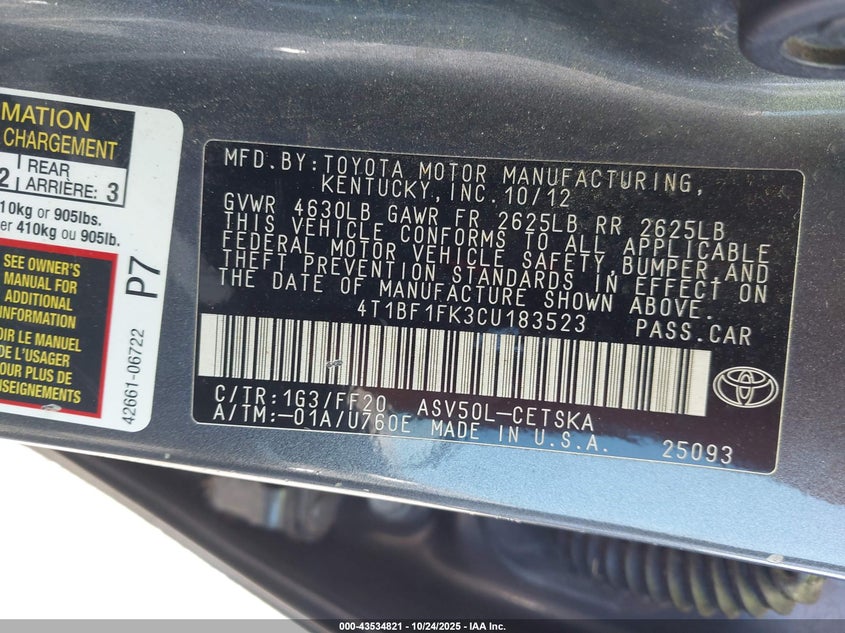 MATION
CHARGEMENT
2 REAR ARRIÈRE: 3
10kg or 905lbs.
er 410kg ou 905lb.
SEE OWNER'S
MANUAL FOR
ADDITIONAL
INFORMATION
OIR LE MANUEL
DE L'USAGER
POUR PLUS DE
ENSEIGNEMENTS
P7
42661-06722
MFD.BY:TOYOTA MOTOR MANUFACTURING,
KENTUCKY,INC.10/12
GVWR 4630LB GAWR FR 2625LB RR 2625LB
THIS VEHICLE CONFORMS TO ALL APPLICABLE
FEDERAL MOTOR VEHICLE SAFETY,BUMPER,AND
THEFT PREVENTION STANDARDS IN EFFECT ON
THE DATE OF MANUFACTURE SHOWN ABOVE.
4T1BF1FK3CU183523 PASS.CAR
C/TR:1G3/FF20 ASV50L-CETSKA
A/TM:-01A/U760E MADE IN U.S.A. 25093
000-43534821 - 10/24/2025 - IAA Inc.